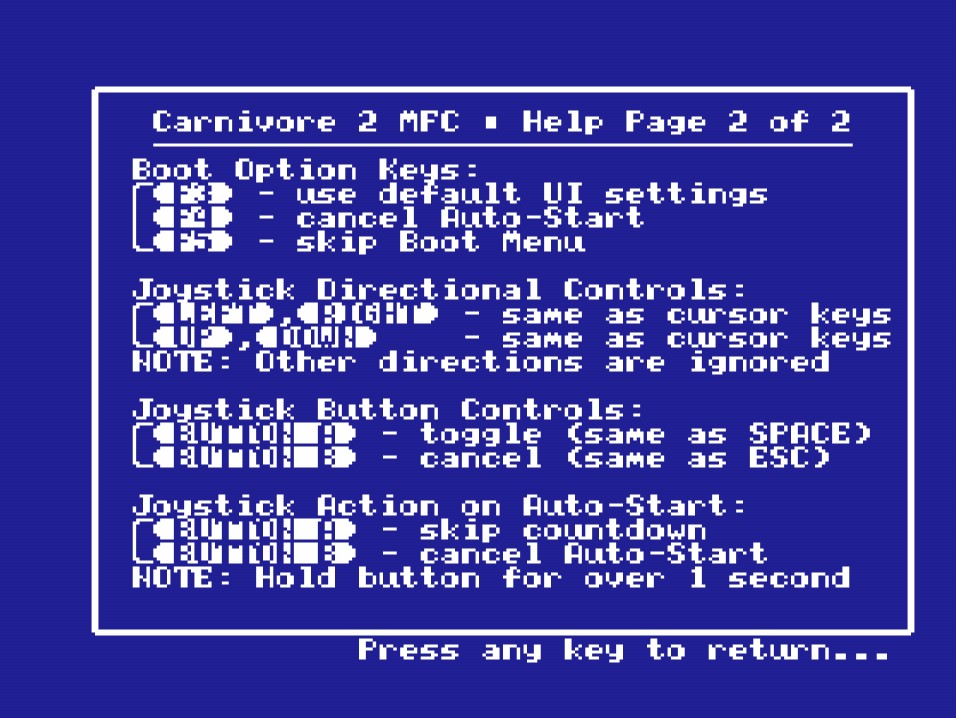 Carnivore 2 MFC ▪ Help Page 2 of 2
Boot Option Keys:
F3 - use default UI settings
F4 - cancel Auto-Start
F5 - skip Boot Menu
Joystick Directional Controls:
LEFT,RIGHT - same as cursor keys
UP,DOWN - same as cursor keys
NOTE: Other directions are ignored
Joystick Button Controls:
BUTTON A - toggle (same as SPACE)
BUTTON B - cancel (same as ESC)
Joystick Action on Auto-Start:
BUTTON A - skip countdown
BUTTON B - cancel Auto-Start
NOTE: Hold button for over 1 second
Press any key to return...